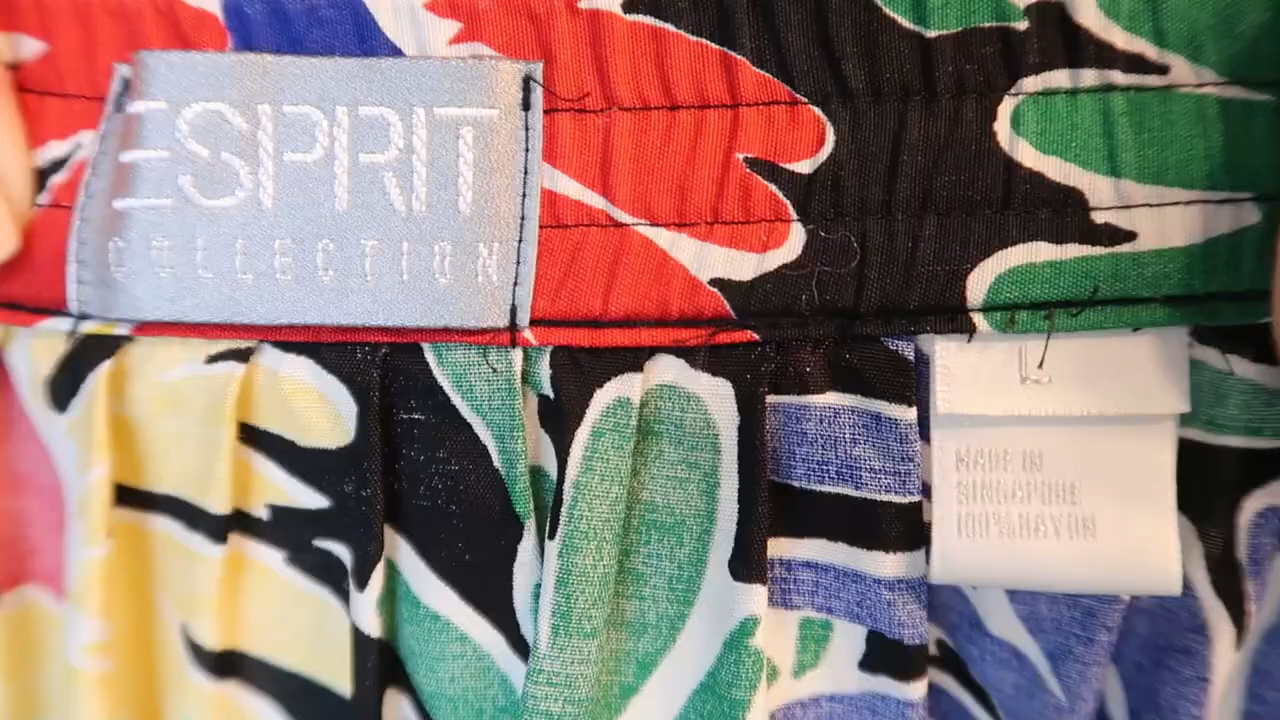 ESPRIT
COLLECTION
L
MADE IN
SINGAPORE
100% RAYON